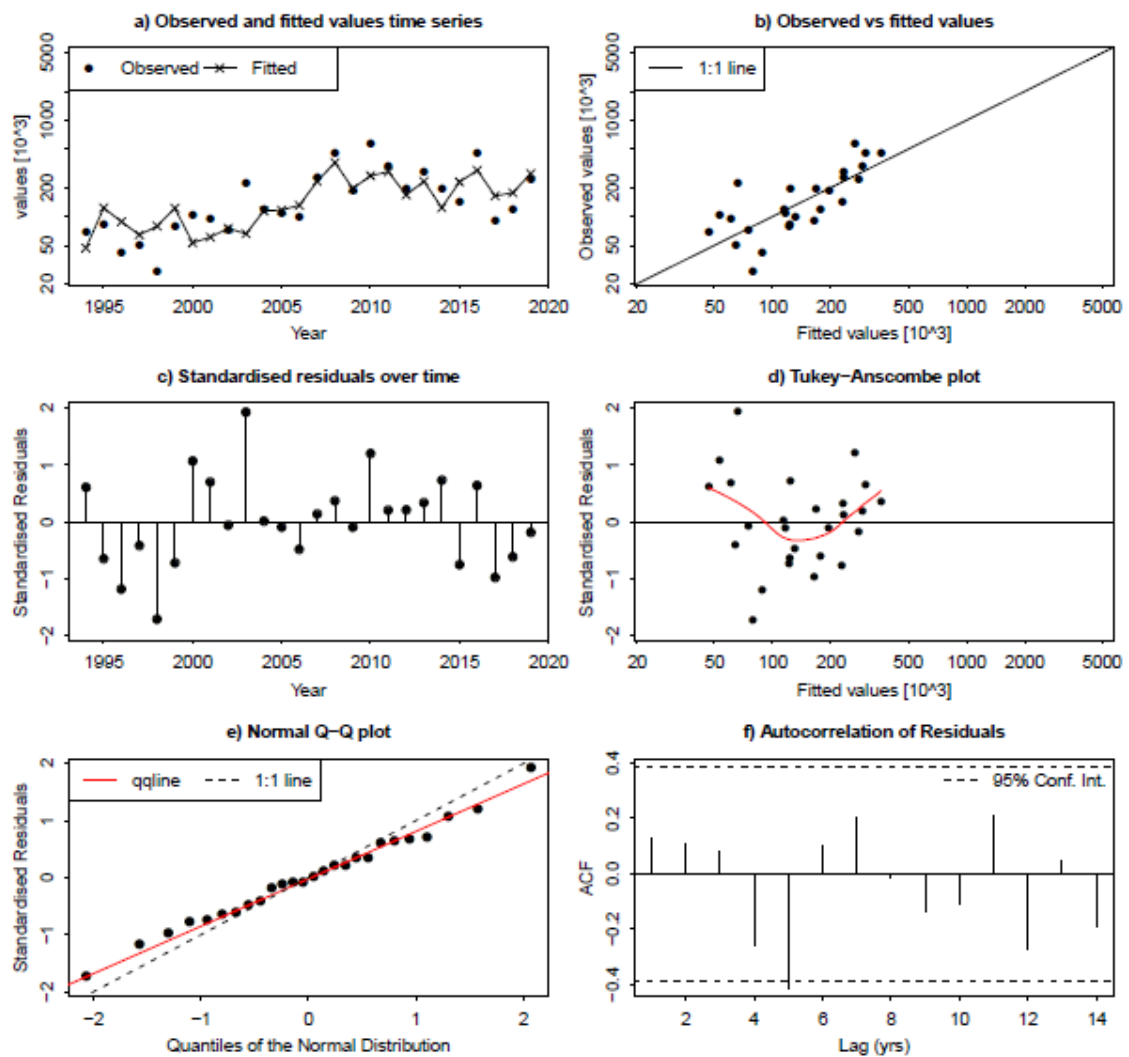 a) Observed and fitted values time series
Observed Fitted
values [10^3]
5000
1000
200
50
20
1995 2000 2005 2010 2015 2020
Year
b) Observed vs fitted values
1:1 line
Observed values [10^3]
5000
1000
200
50
20
20 50 100 200 500 1000 2000 5000
Fitted values [10^3]
c) Standardised residuals over time
Standardised Residuals
2
1
0
−1
−2
1995 2000 2005 2010 2015 2020
Year
d) Tukey−Anscombe plot
Standardised Residuals
2
1
0
−1
−2
20 50 100 200 500 1000 2000 5000
Fitted values [10^3]
e) Normal Q−Q plot
qqline 1:1 line
Standardised Residuals
2
1
0
−1
−2
−2 −1 0 1 2
Quantiles of the Normal Distribution
f) Autocorrelation of Residuals
95% Conf. Int.
ACF
0.4
0.2
0.0
−0.2
−0.4
2 4 6 8 10 12 14
Lag (yrs)